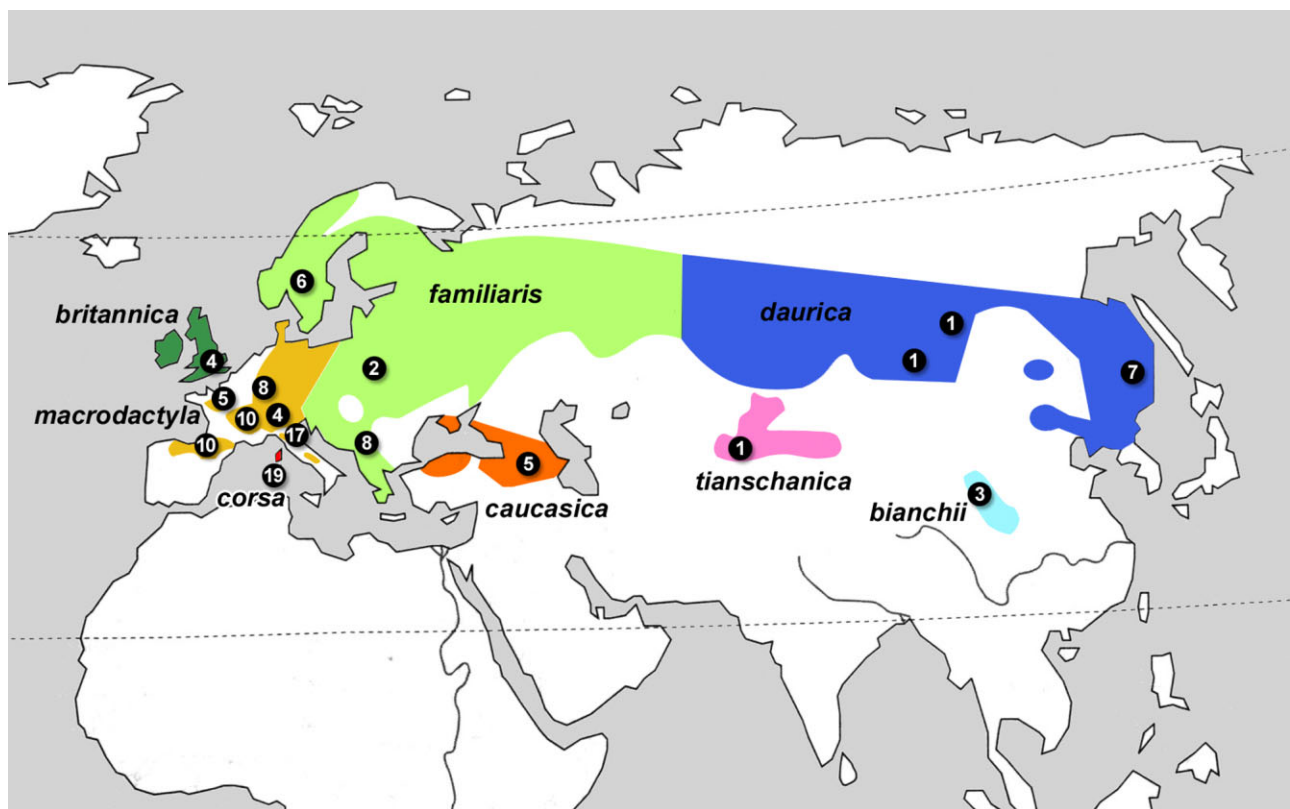 6
britannica
familiaris
daurica
1
4
2
1
7
8
5
macrodactyla
10
4
17
8
10
1
5
19
corsa
caucasica
tianschanica
3
bianchii